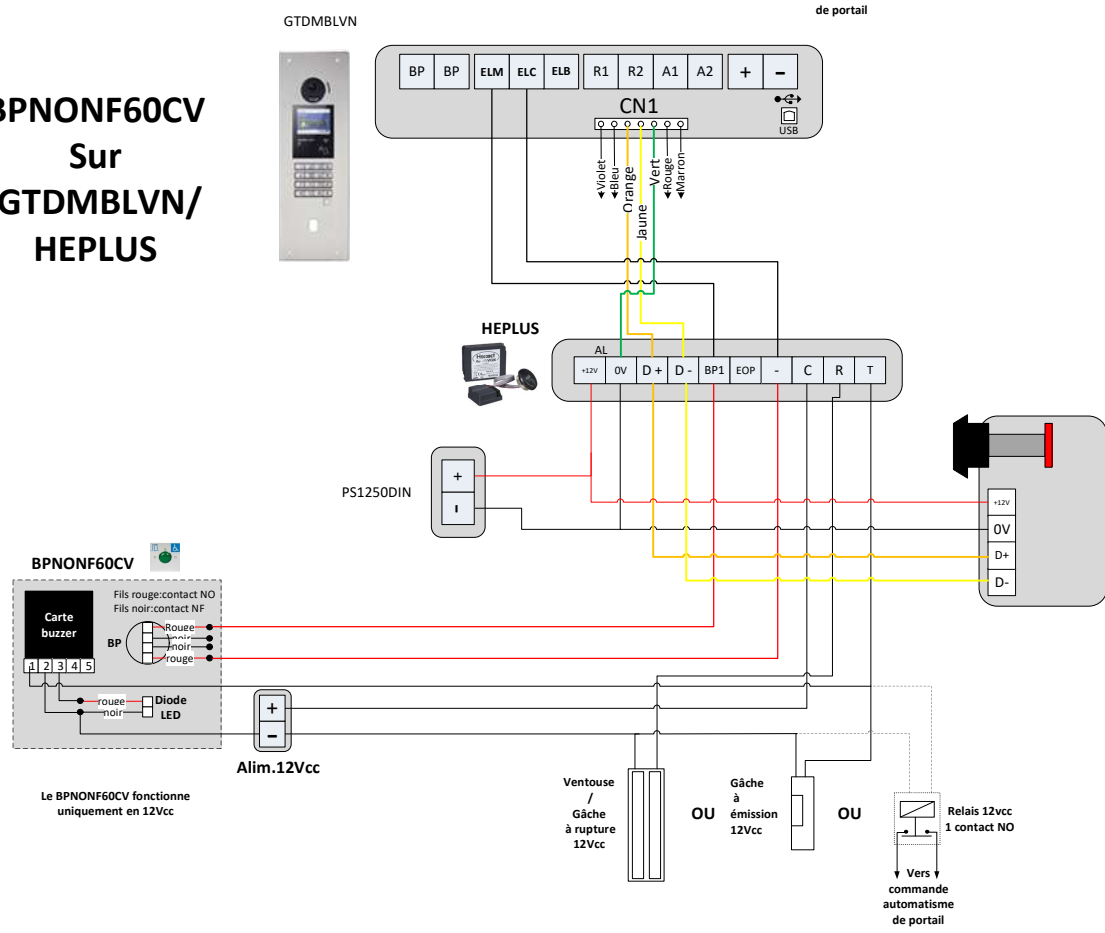 de portail
GTDMBLVN
BP BP ELM ELC ELB R1 R2 A1 A2 + −
CN1
USB
Violet
Bleu
Orange
Jaune
Vert
Rouge
Marron
BPNONF60CV
Sur
GTDMBLVN/
HEPLUS
HEPLUS
AL
+12V 0V D + D - BP1 EOP - C R T
PS1250DIN
+
+12V
0V
D+
D-
BPNONF60CV
Fils rouge:contact NO
Fils noir:contact NF
Carte
buzzer
BP
Rouge
noir
noir
rouge
1 2 3 4 5
rouge
noir
Diode
LED
+
−
Alim.12Vcc
Le BPNONF60CV fonctionne
uniquement en 12Vcc
Ventouse
/
Gâche
à rupture
12Vcc
OU
Gâche
à
émission
12Vcc
OU
Relais 12vcc
1 contact NO
Vers
commande
automatisme
de portail